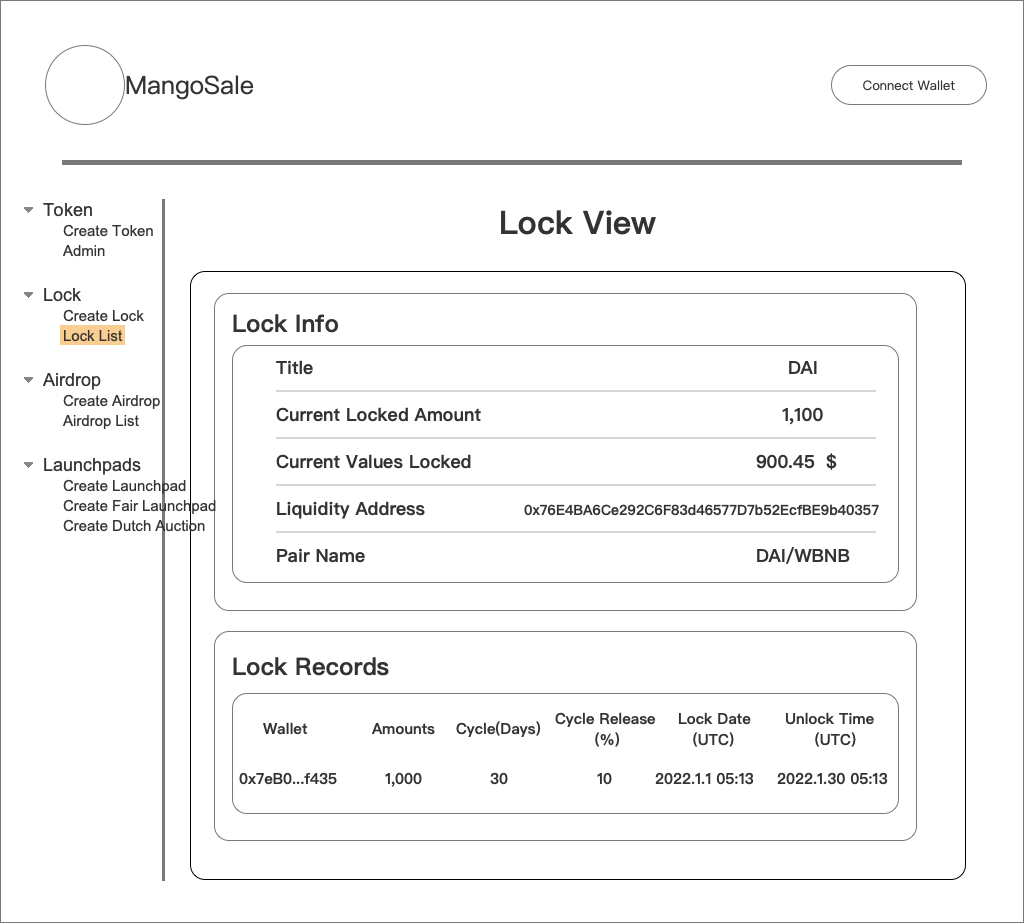 MangoSale
Connect Wallet
Token
Create Token
Admin
Lock
Create Lock
Lock List
Airdrop
Create Airdrop
Airdrop List
Launchpads
Create Launchpad
Create Fair Launchpad
Create Dutch Auction
Lock View
Lock Info
Title DAI
Current Locked Amount 1,100
Current Values Locked 900.45 $
Liquidity Address 0x76E4BA6Ce292C6F83d46577D7b52EcfBE9b40357
Pair Name DAI/WBNB
Lock Records
Wallet Amounts Cycle(Days) Cycle Release (%) Lock Date (UTC) Unlock Time (UTC)
0x7eB0...f435 1,000 30 10 2022.1.1 05:13 2022.1.30 05:13